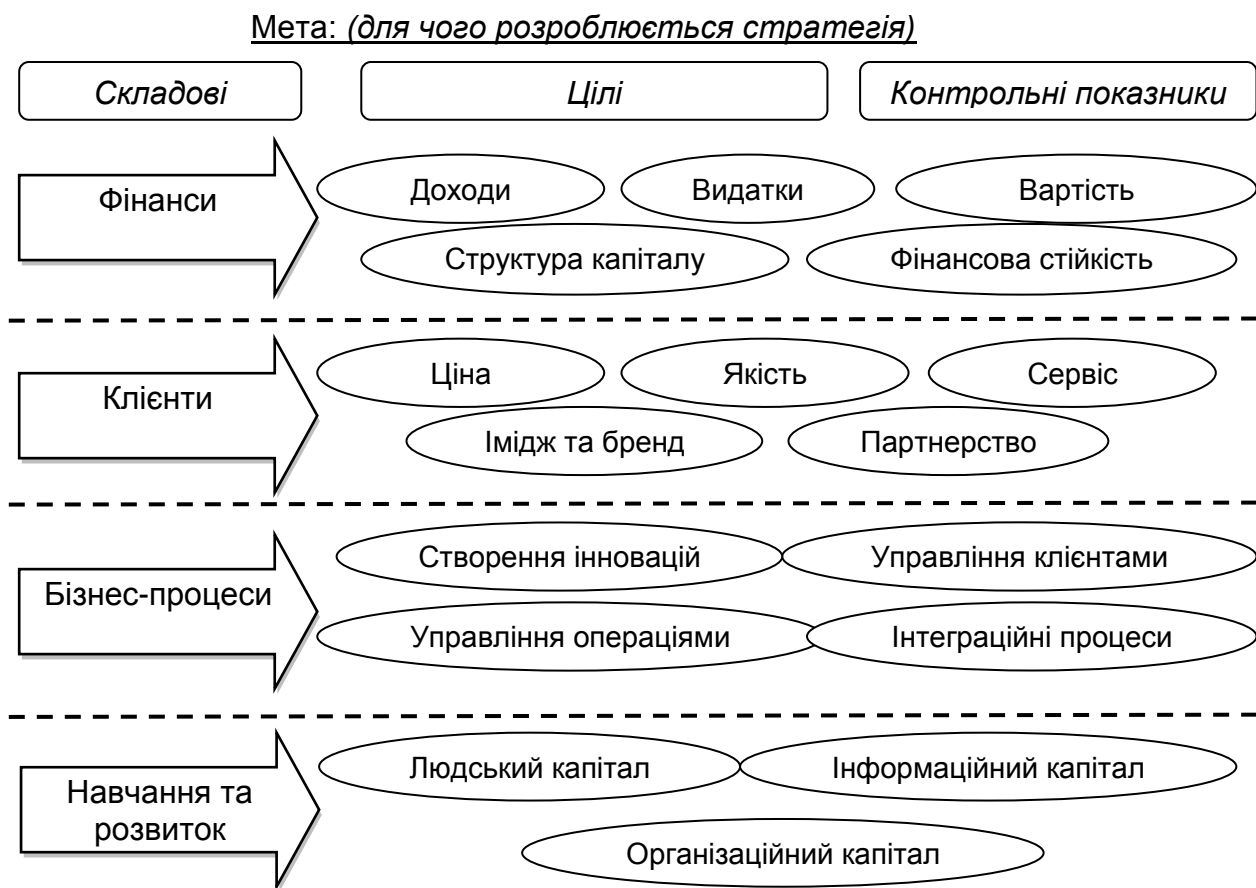 Мета: (для чого розроблюється стратегія)
Складові
Цілі
Контрольні показники
Фінанси
Доходи
Видатки
Вартість
Структура капіталу
Фінансова стійкість
Клієнти
Ціна
Якість
Сервіс
Імідж та бренд
Партнерство
Бізнес-процеси
Створення інновацій
Управління клієнтами
Управління операціями
Інтеграційні процеси
Навчання та
розвиток
Людський капітал
Інформаційний капітал
Організаційний капітал